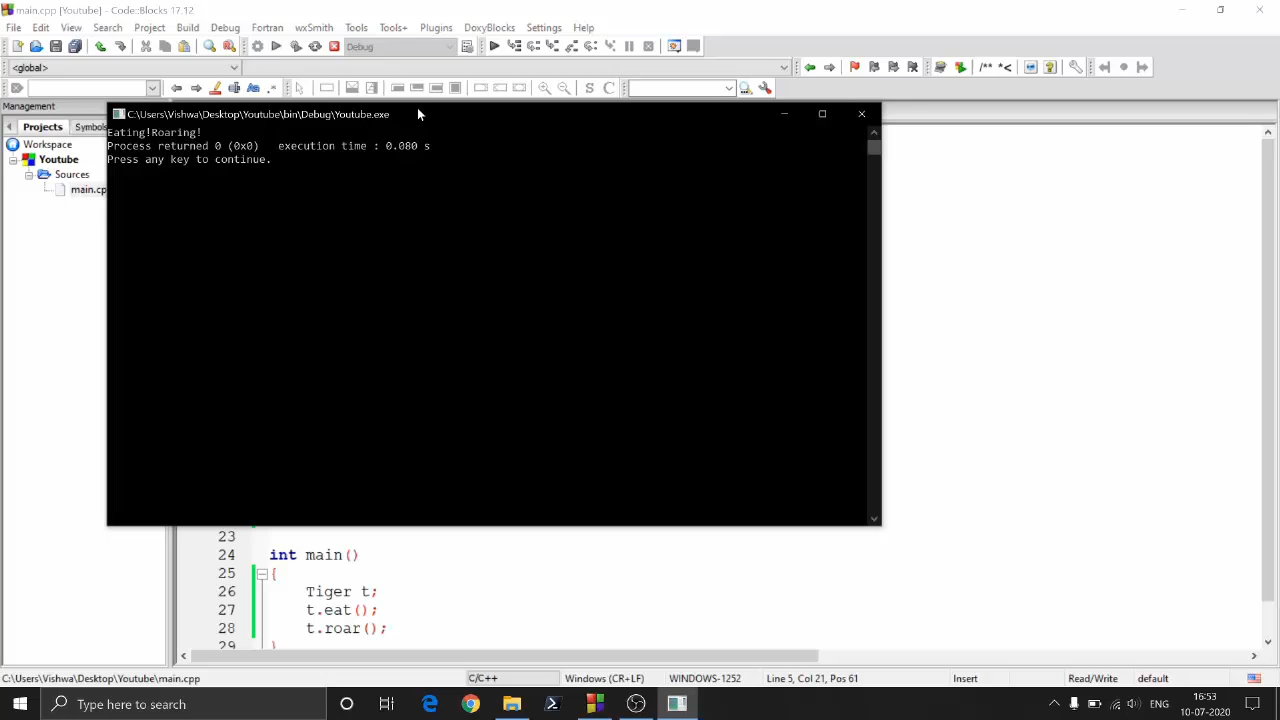 main.cpp [Youtube] - Code::Blocks 17.12
File Edit View Search Project Build Debug Fortran wxSmith Tools Tools+ Plugins DoxyBlocks Settings Help
Debug
<global>
/** *<
S C
Management
Projects Symbols
Workspace
Youtube
Sources
main.cp
C:\Users\Vishwa\Desktop\Youtube\bin\Debug\Youtube.exe
Eating!Roaring!
Process returned 0 (0x0)   execution time : 0.080 s
Press any key to continue.
23
24 int main()
25 {
26 Tiger t;
27 t.eat();
28 t.roar();
29 }
C:\Users\Vishwa\Desktop\Youtube\main.cpp C/C++ Windows (CR+LF) WINDOWS-1252 Line 5, Col 21, Pos 61 Insert Read/Write default
Type here to search
ENG
16:53
10-07-2020